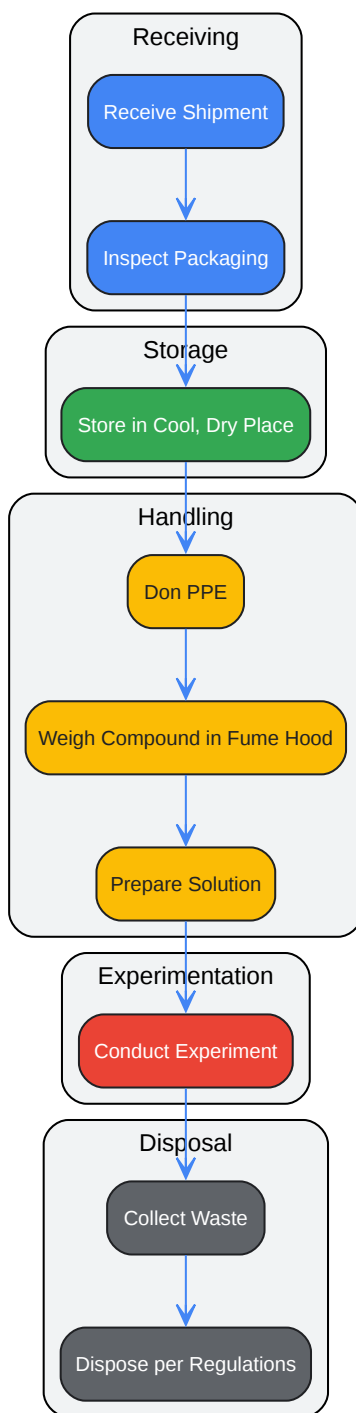 Receiving
Receive Shipment
Inspect Packaging
Storage
Store in Cool, Dry Place
Handling
Don PPE
Weigh Compound in Fume Hood
Prepare Solution
Experimentation
Conduct Experiment
Disposal
Collect Waste
Dispose per Regulations